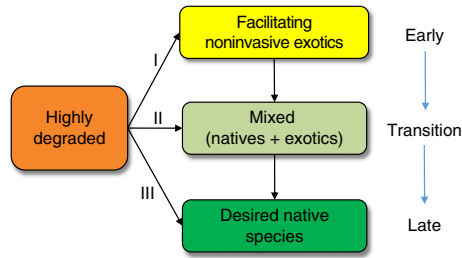 Facilitating
noninvasive exotics
Early
I
Highly
degraded
II
Mixed
(natives + exotics)
Transition
III
Desired native
species
Late